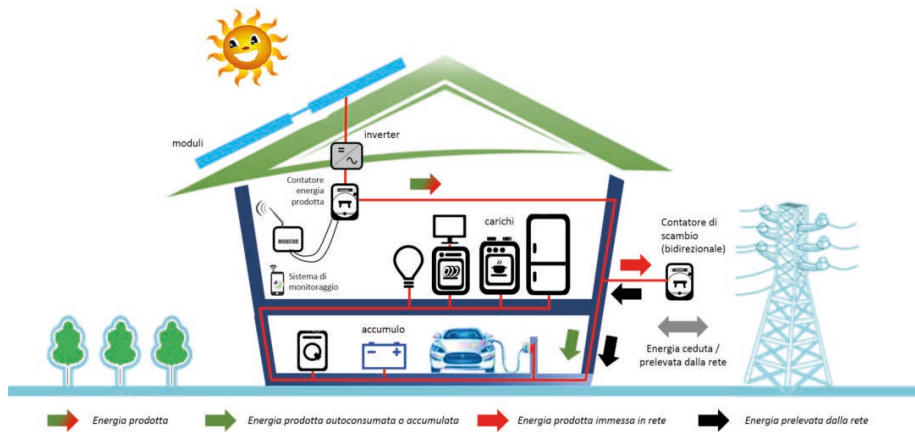 inverter
moduli
Contatore
energia
prodotta
carichi
Contatore di
scambio
(bidirezionale)
MONITOR
Sistema di
monitoraggio
accumulo
Energia ceduta /
prelevata dalla rete
Energia prodotta
Energia prodotta autoconsumata o accumulata
Energia prodotta immessa in rete
Energia prelevata dalla rete